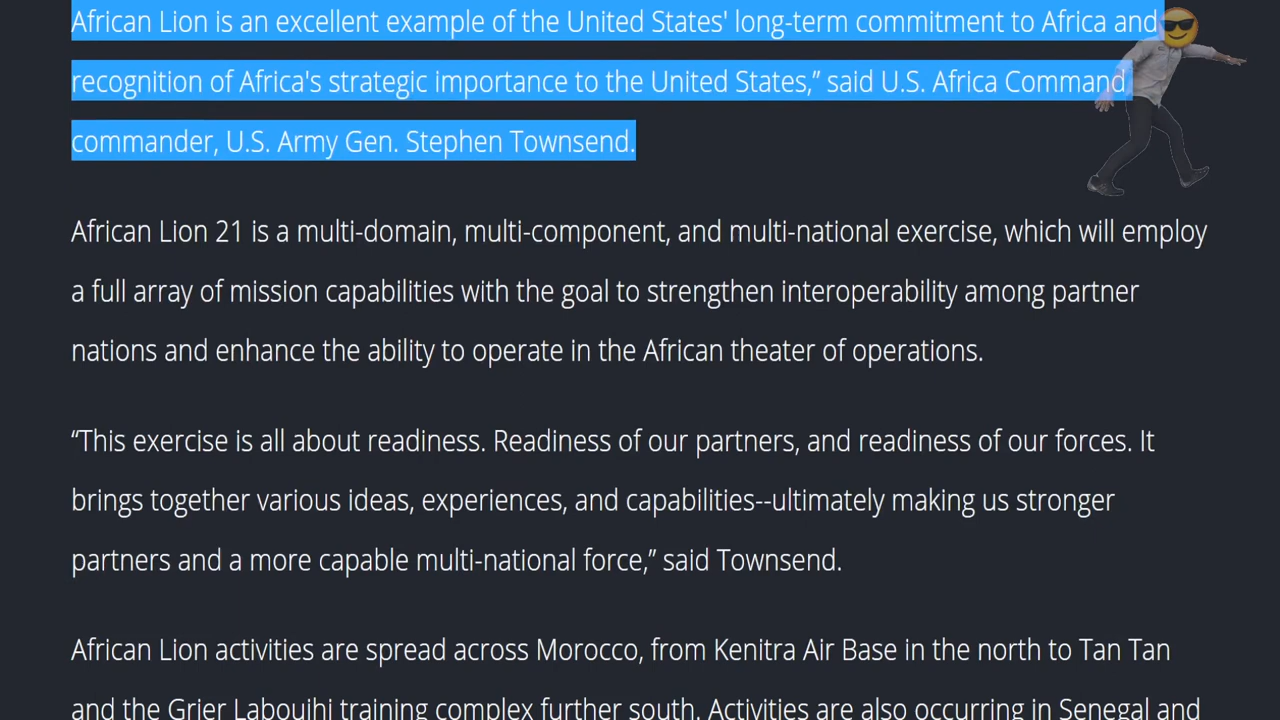 African Lion is an excellent example of the United States' long-term commitment to Africa and
recognition of Africa's strategic importance to the United States,” said U.S. Africa Command
commander, U.S. Army Gen. Stephen Townsend.
African Lion 21 is a multi-domain, multi-component, and multi-national exercise, which will employ
a full array of mission capabilities with the goal to strengthen interoperability among partner
nations and enhance the ability to operate in the African theater of operations.
“This exercise is all about readiness. Readiness of our partners, and readiness of our forces. It
brings together various ideas, experiences, and capabilities--ultimately making us stronger
partners and a more capable multi-national force,” said Townsend.
African Lion activities are spread across Morocco, from Kenitra Air Base in the north to Tan Tan
and the Grier Labouihi training complex further south. Activities are also occurring in Senegal and